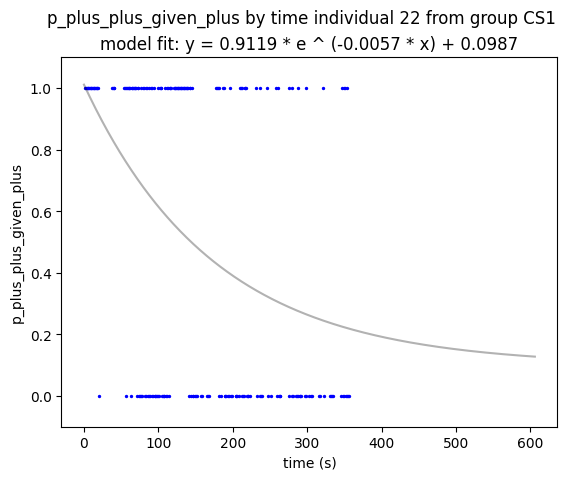 p_plus_plus_given_plus by time individual 22 from group CS1
model fit: y = 0.9119 * e ^ (-0.0057 * x) + 0.0987
p_plus_plus_given_plus
1.0
0.8
0.6
0.4
0.2
0.0
0 100 200 300 400 500 600
time (s)